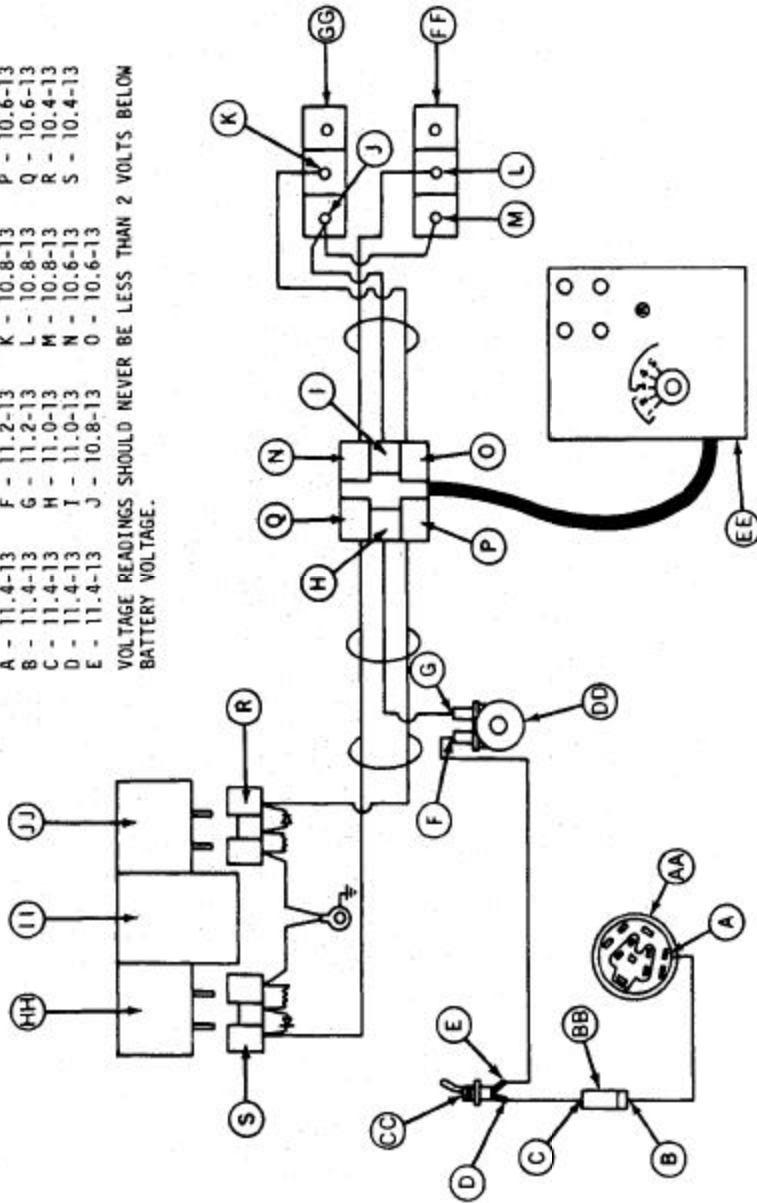 A - 11.4-13 F - 11.2-13 K - 10.8-13 P - 10.6-13
B - 11.4-13 G - 11.2-13 L - 10.8-13 Q - 10.6-13
C - 11.4-13 H - 11.0-13 M - 10.8-13 R - 10.4-13
D - 11.4-13 I - 11.0-13 N - 10.6-13 S - 10.4-13
E - 11.4-13 J - 10.8-13 O - 10.6-13
VOLTAGE READINGS SHOULD NEVER BE LESS THAN 2 VOLTS BELOW
BATTERY VOLTAGE.
HH
II
JJ
S
R
K
GG
J
Q
N
I
H
P
O
M
L
FF
CC
E
D
C
BB
B
A
AA
F
G
DD
EE